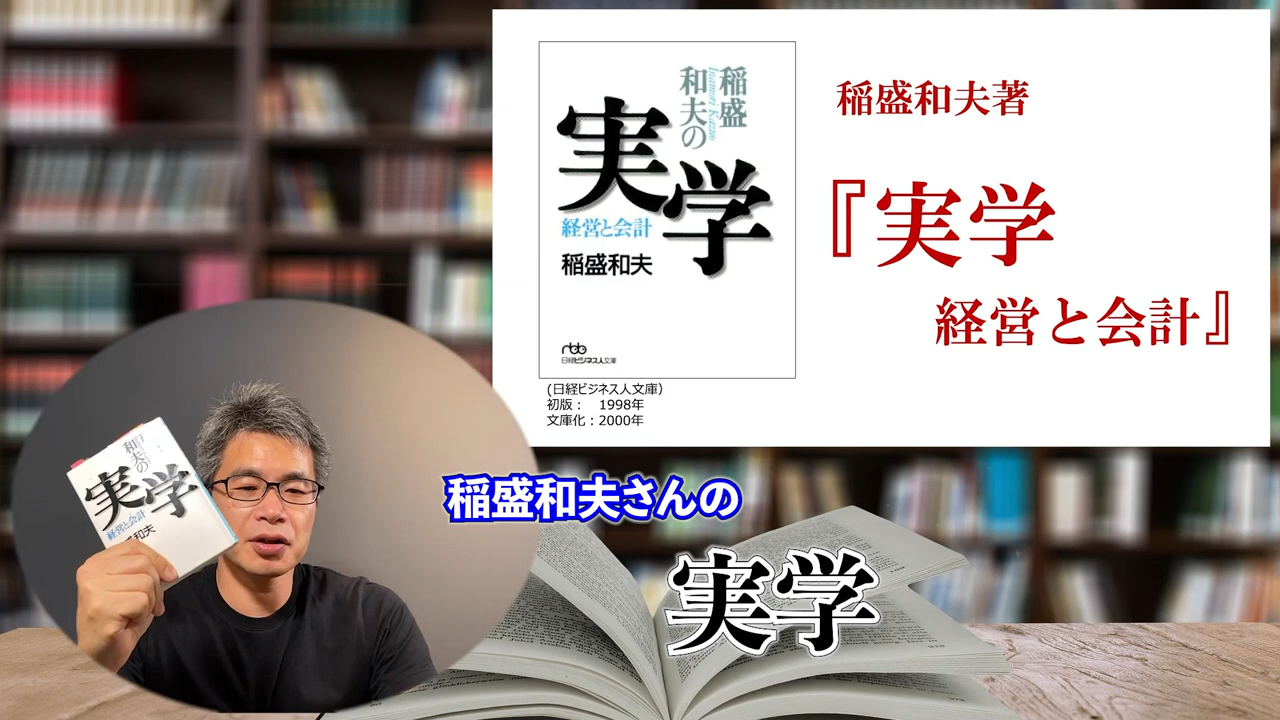 稲盛
和夫の
Inamori Kazuo
実学
経営と会計
稲盛和夫
nbb
日経ビジネス人文庫
(日経ビジネス人文庫)
初版： 1998年
文庫化：2000年
稲盛和夫著
『実学
経営と会計』
和夫の
実学
経営と会計
和夫
稲盛和夫さんの
実学